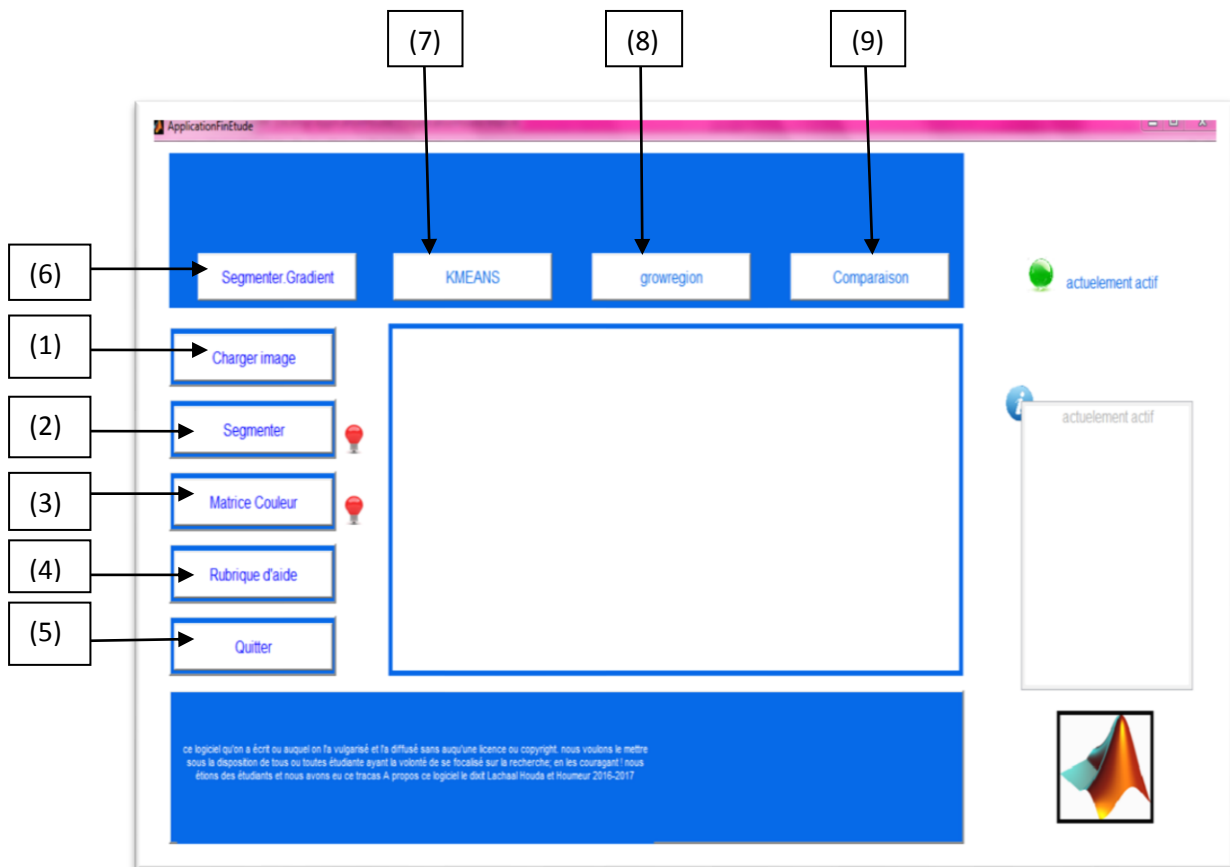 (7)
(8)
(9)
ApplicationFinEtude
(6)
Segmenter.Gradient
KMEANS
growregion
Comparaison
actuelement actif
(1)
Charger image
(2)
Segmenter
actuelement actif
(3)
Matrice Couleur
(4)
Rubrique d'aide
(5)
Quitter
ce logiciel qu'on a écrit ou auquel on l'a vulgarisé et l'a diffusé sans auqu'une licence ou copyright. nous voulons le mettre
sous la disposition de tous ou toutes étudiante ayant la volonté de se focalisé sur la recherche; en les couragant ! nous
étions des étudiants et nous avons eu ce tracas A propos ce logiciel le dixit Lachaal Houda et Houmeur 2016-2017